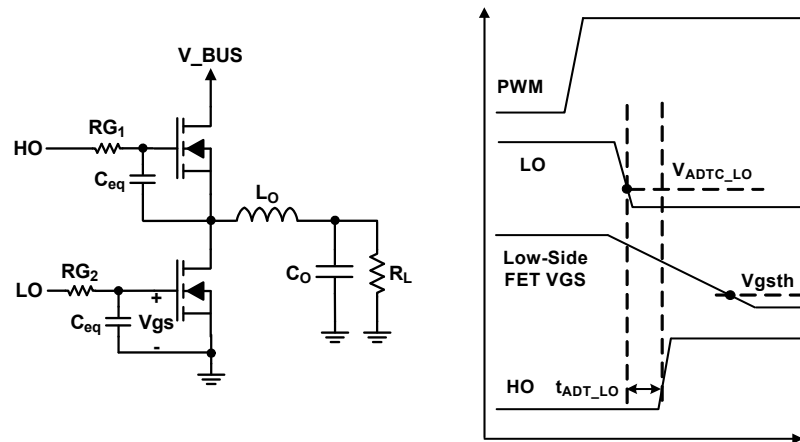 V_BUS
HO
RG1
Ceq
LO
CO
RL
LO
RG2
Ceq
+
Vgs
-
PWM
LO
VADTC_LO
Low-Side
FET VGS
Vgsth
HO
tADT_LO